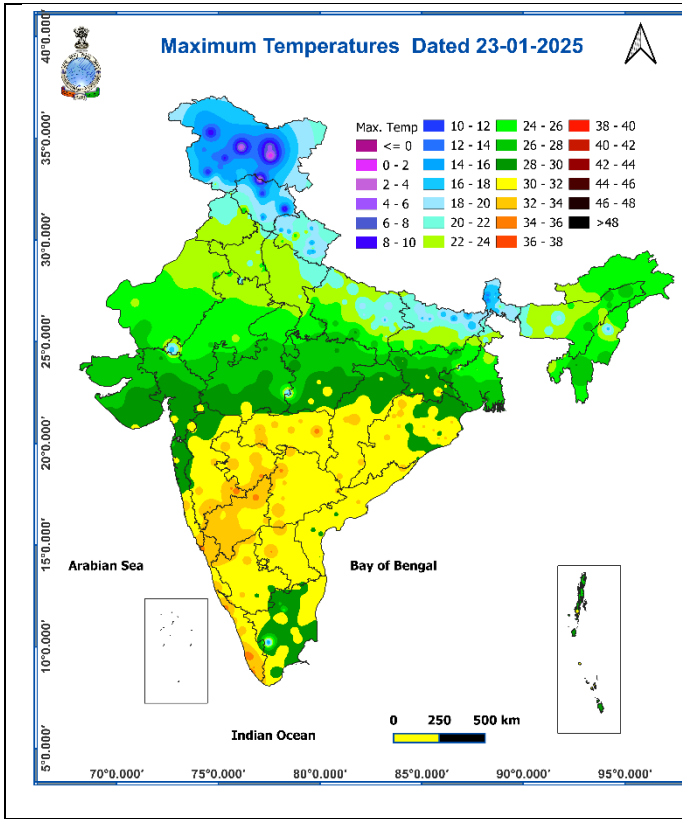 Maximum Temperatures Dated 23-01-2025
Max. Temp
<= 0
0 - 2
2 - 4
4 - 6
6 - 8
8 - 10
10 - 12
12 - 14
14 - 16
16 - 18
18 - 20
20 - 22
22 - 24
24 - 26
26 - 28
28 - 30
30 - 32
32 - 34
34 - 36
36 - 38
38 - 40
40 - 42
42 - 44
44 - 46
46 - 48
>48
40°0.000'
35°0.000'
30°0.000'
25°0.000'
20°0.000'
15°0.000'
10°0.000'
5°0.000'
Arabian Sea
Bay of Bengal
Indian Ocean
0 250 500 km
70°0.000' 75°0.000' 80°0.000' 85°0.000' 90°0.000' 95°0.000'